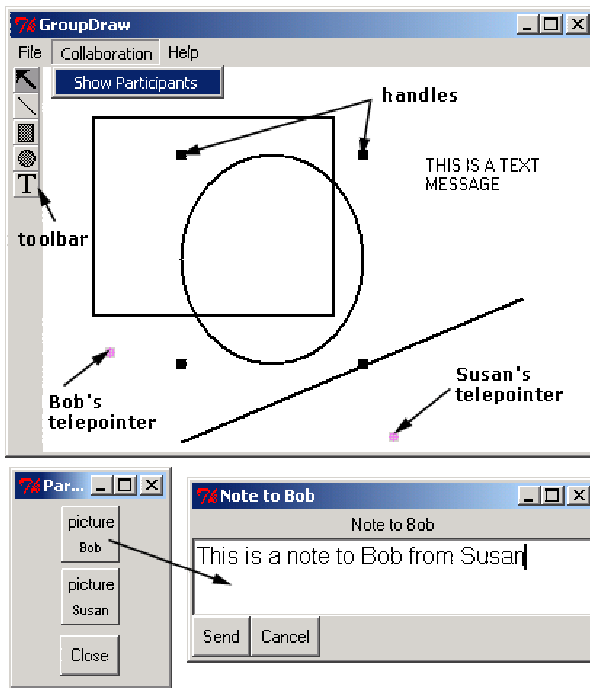 GroupDraw
File Collaboration Help
Show Participants
handles
THIS IS A TEXT
MESSAGE
T
toolbar
Bob's
telepointer
Susan's
telepointer
Par...
picture
Bob
picture
Susan
Close
Note to Bob
Note to Bob
This is a note to Bob from Susan
Send Cancel